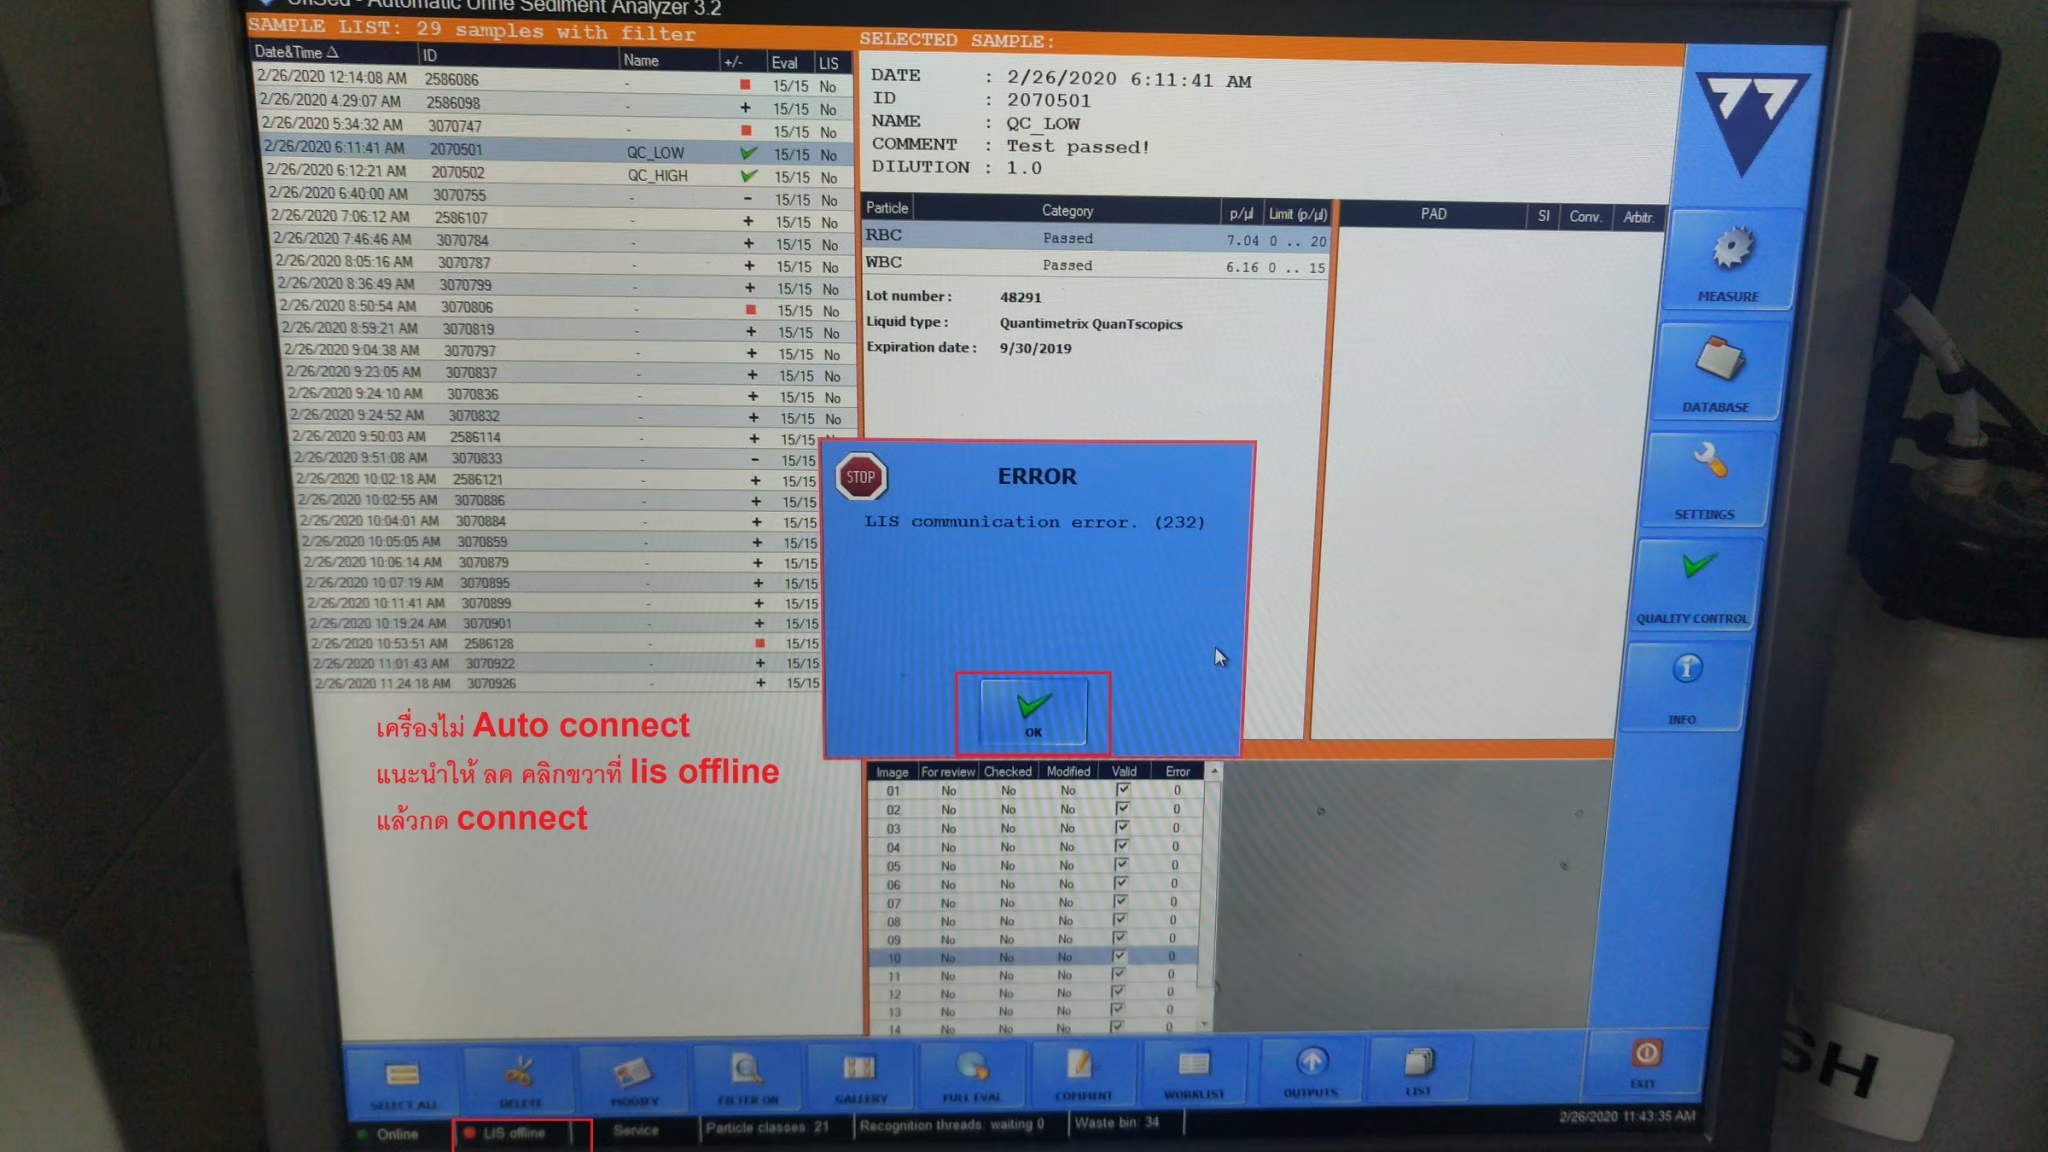 UriSed - Automatic Urine Sediment Analyzer 3.2
SAMPLE LIST: 29 samples with filter
Date&Time ID Name +/- Eval LIS
2/26/2020 12:14:08 AM 2586086 - 15/15 No
2/26/2020 4:29:07 AM 2586098 - + 15/15 No
2/26/2020 5:34:32 AM 3070747 - 15/15 No
2/26/2020 6:11:41 AM 2070501 QC_LOW 15/15 No
2/26/2020 6:12:21 AM 2070502 QC_HIGH 15/15 No
2/26/2020 6:40:00 AM 3070755 - - 15/15 No
2/26/2020 7:06:12 AM 2586107 - + 15/15 No
2/26/2020 7:46:46 AM 3070784 - + 15/15 No
2/26/2020 8:05:16 AM 3070787 - + 15/15 No
2/26/2020 8:36:49 AM 3070799 - + 15/15 No
2/26/2020 8:50:54 AM 3070806 - 15/15 No
2/26/2020 8:59:21 AM 3070819 - + 15/15 No
2/26/2020 9:04:38 AM 3070797 - + 15/15 No
2/26/2020 9:23:05 AM 3070837 - + 15/15 No
2/26/2020 9:24:10 AM 3070836 - + 15/15 No
2/26/2020 9:24:52 AM 3070832 - + 15/15 No
2/26/2020 9:50:03 AM 2586114 - + 15/15
2/26/2020 9:51:08 AM 3070833 - - 15/15
2/26/2020 10:02:18 AM 2586121 - + 15/15
2/26/2020 10:02:55 AM 3070886 - + 15/15
2/26/2020 10:04:01 AM 3070884 - + 15/15
2/26/2020 10:05:05 AM 3070859 - + 15/15
2/26/2020 10:06:14 AM 3070879 - + 15/15
2/26/2020 10:07:19 AM 3070895 - + 15/15
2/26/2020 10:11:41 AM 3070899 - + 15/15
2/26/2020 10:19:24 AM 3070901 - + 15/15
2/26/2020 10:53:51 AM 2586128 - 15/15
2/26/2020 11:01:43 AM 3070922 - + 15/15
2/26/2020 11:24:18 AM 3070926 - + 15/15
เครื่องไม่ Auto connect
แนะนำให้ ลค คลิกขวาที่ lis offline
แล้วกด connect
SELECTED SAMPLE:
DATE : 2/26/2020 6:11:41 AM
ID : 2070501
NAME : QC_LOW
COMMENT : Test passed!
DILUTION : 1.0
Particle Category p/µl Limit (p/µl)
RBC Passed 7.04 0 .. 20
WBC Passed 6.16 0 .. 15
Lot number : 48291
Liquid type : Quantimetrix QuanTscopics
Expiration date : 9/30/2019
PAD SI Conv. Arbitr.
STOP
ERROR
LIS communication error. (232)
OK
Image For review Checked Modified Valid Error
01 No No No 0
02 No No No 0
03 No No No 0
04 No No No 0
05 No No No 0
06 No No No 0
07 No No No 0
08 No No No 0
09 No No No 0
10 No No No 0
11 No No No 0
12 No No No 0
13 No No No 0
14 No No No 0
MEASURE
DATABASE
SETTINGS
QUALITY CONTROL
INFO
SELECT ALL DELETE MODIFY FILTER ON GALLERY FULL EVAL COMMENT WORKLIST OUTPUTS LIST EXIT
Online LIS offline Service Particle classes: 21 Recognition threads: waiting 0 Waste bin: 34 2/26/2020 11:43:35 AM
SH